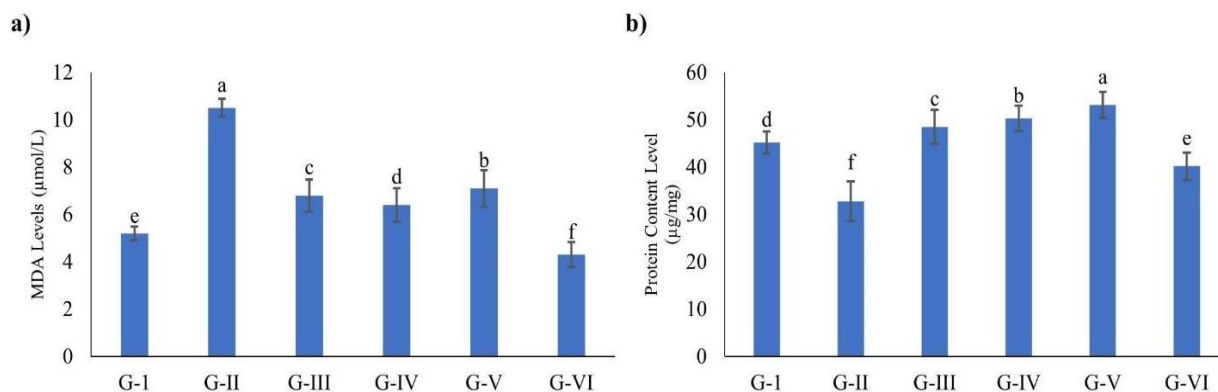 a)
MDA Levels (µmol/L)
12
10
8
6
4
2
0
e
a
c
d
b
f
G-1 G-II G-III G-IV G-V G-VI
b)
Protein Content Level
(µg/mg)
60
50
40
30
20
10
0
d
f
c
b
a
e
G-1 G-II G-III G-IV G-V G-VI